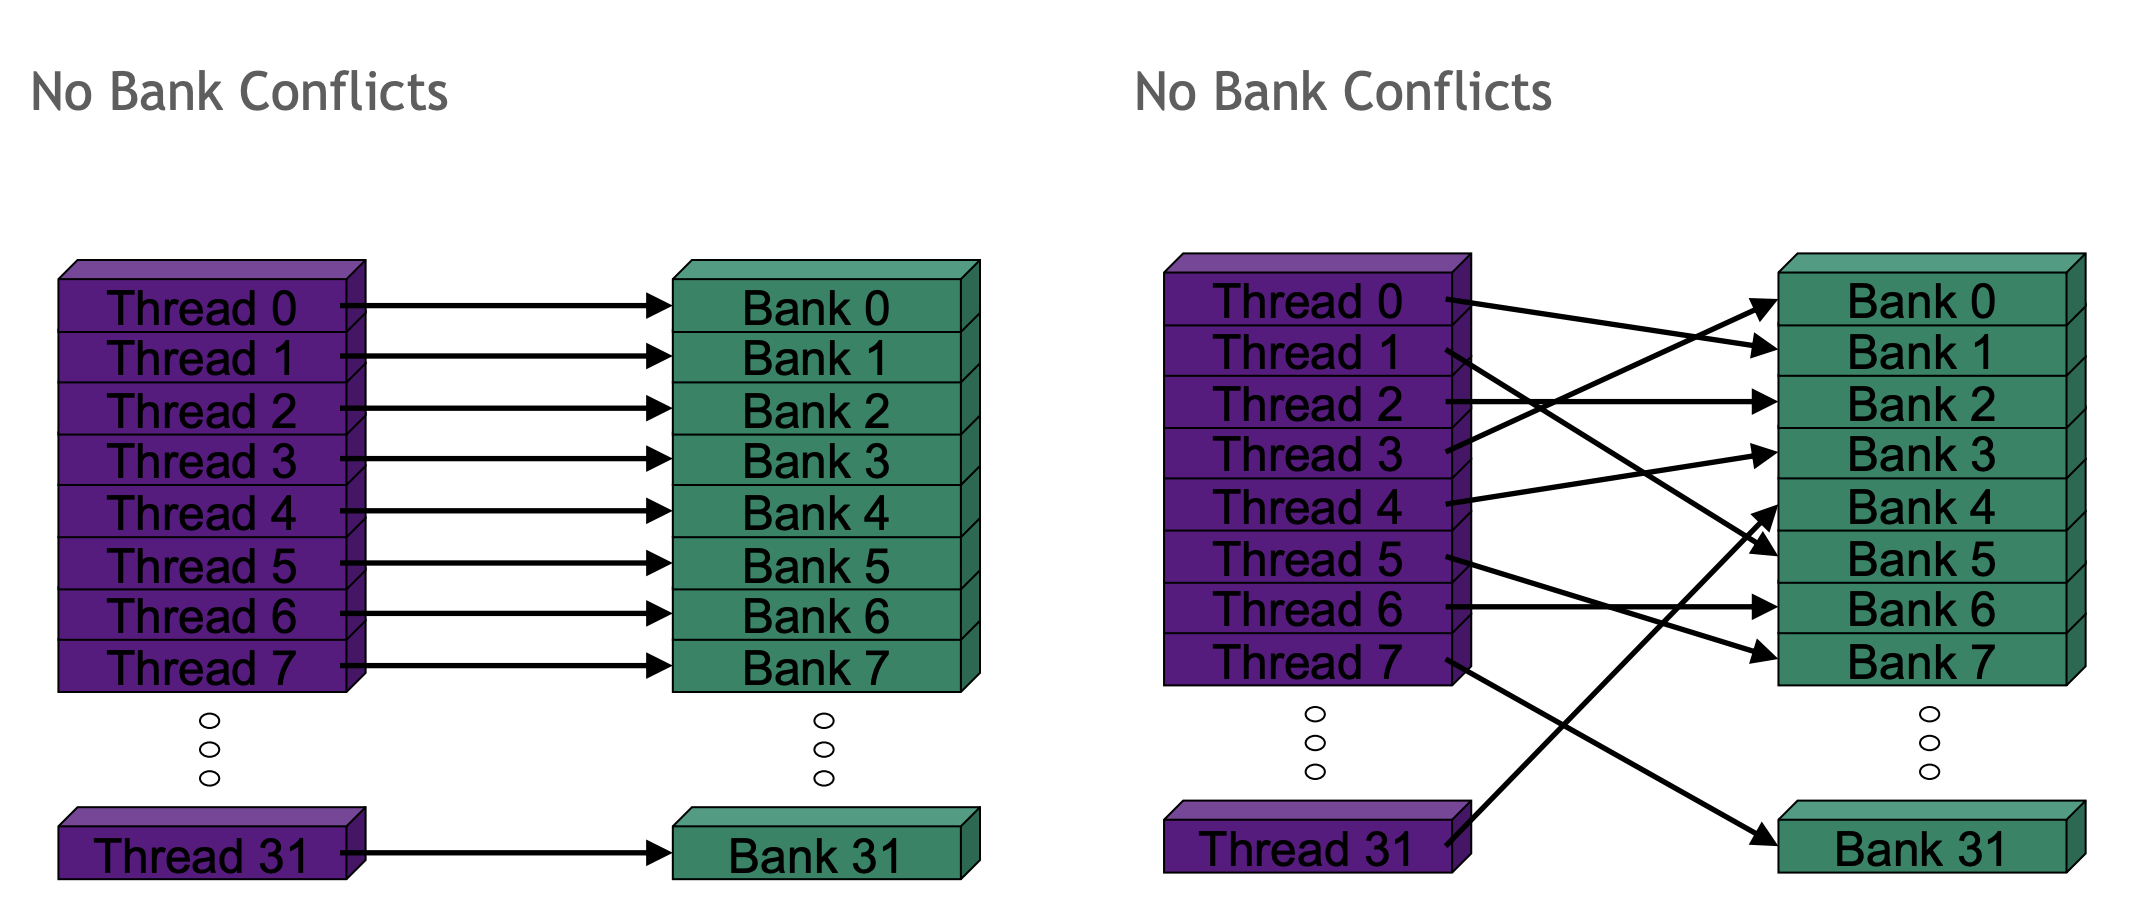 No Bank Conflicts
Thread 0
Thread 1
Thread 2
Thread 3
Thread 4
Thread 5
Thread 6
Thread 7
Thread 31
Bank 0
Bank 1
Bank 2
Bank 3
Bank 4
Bank 5
Bank 6
Bank 7
Bank 31
No Bank Conflicts
Thread 0
Thread 1
Thread 2
Thread 3
Thread 4
Thread 5
Thread 6
Thread 7
Thread 31
Bank 0
Bank 1
Bank 2
Bank 3
Bank 4
Bank 5
Bank 6
Bank 7
Bank 31